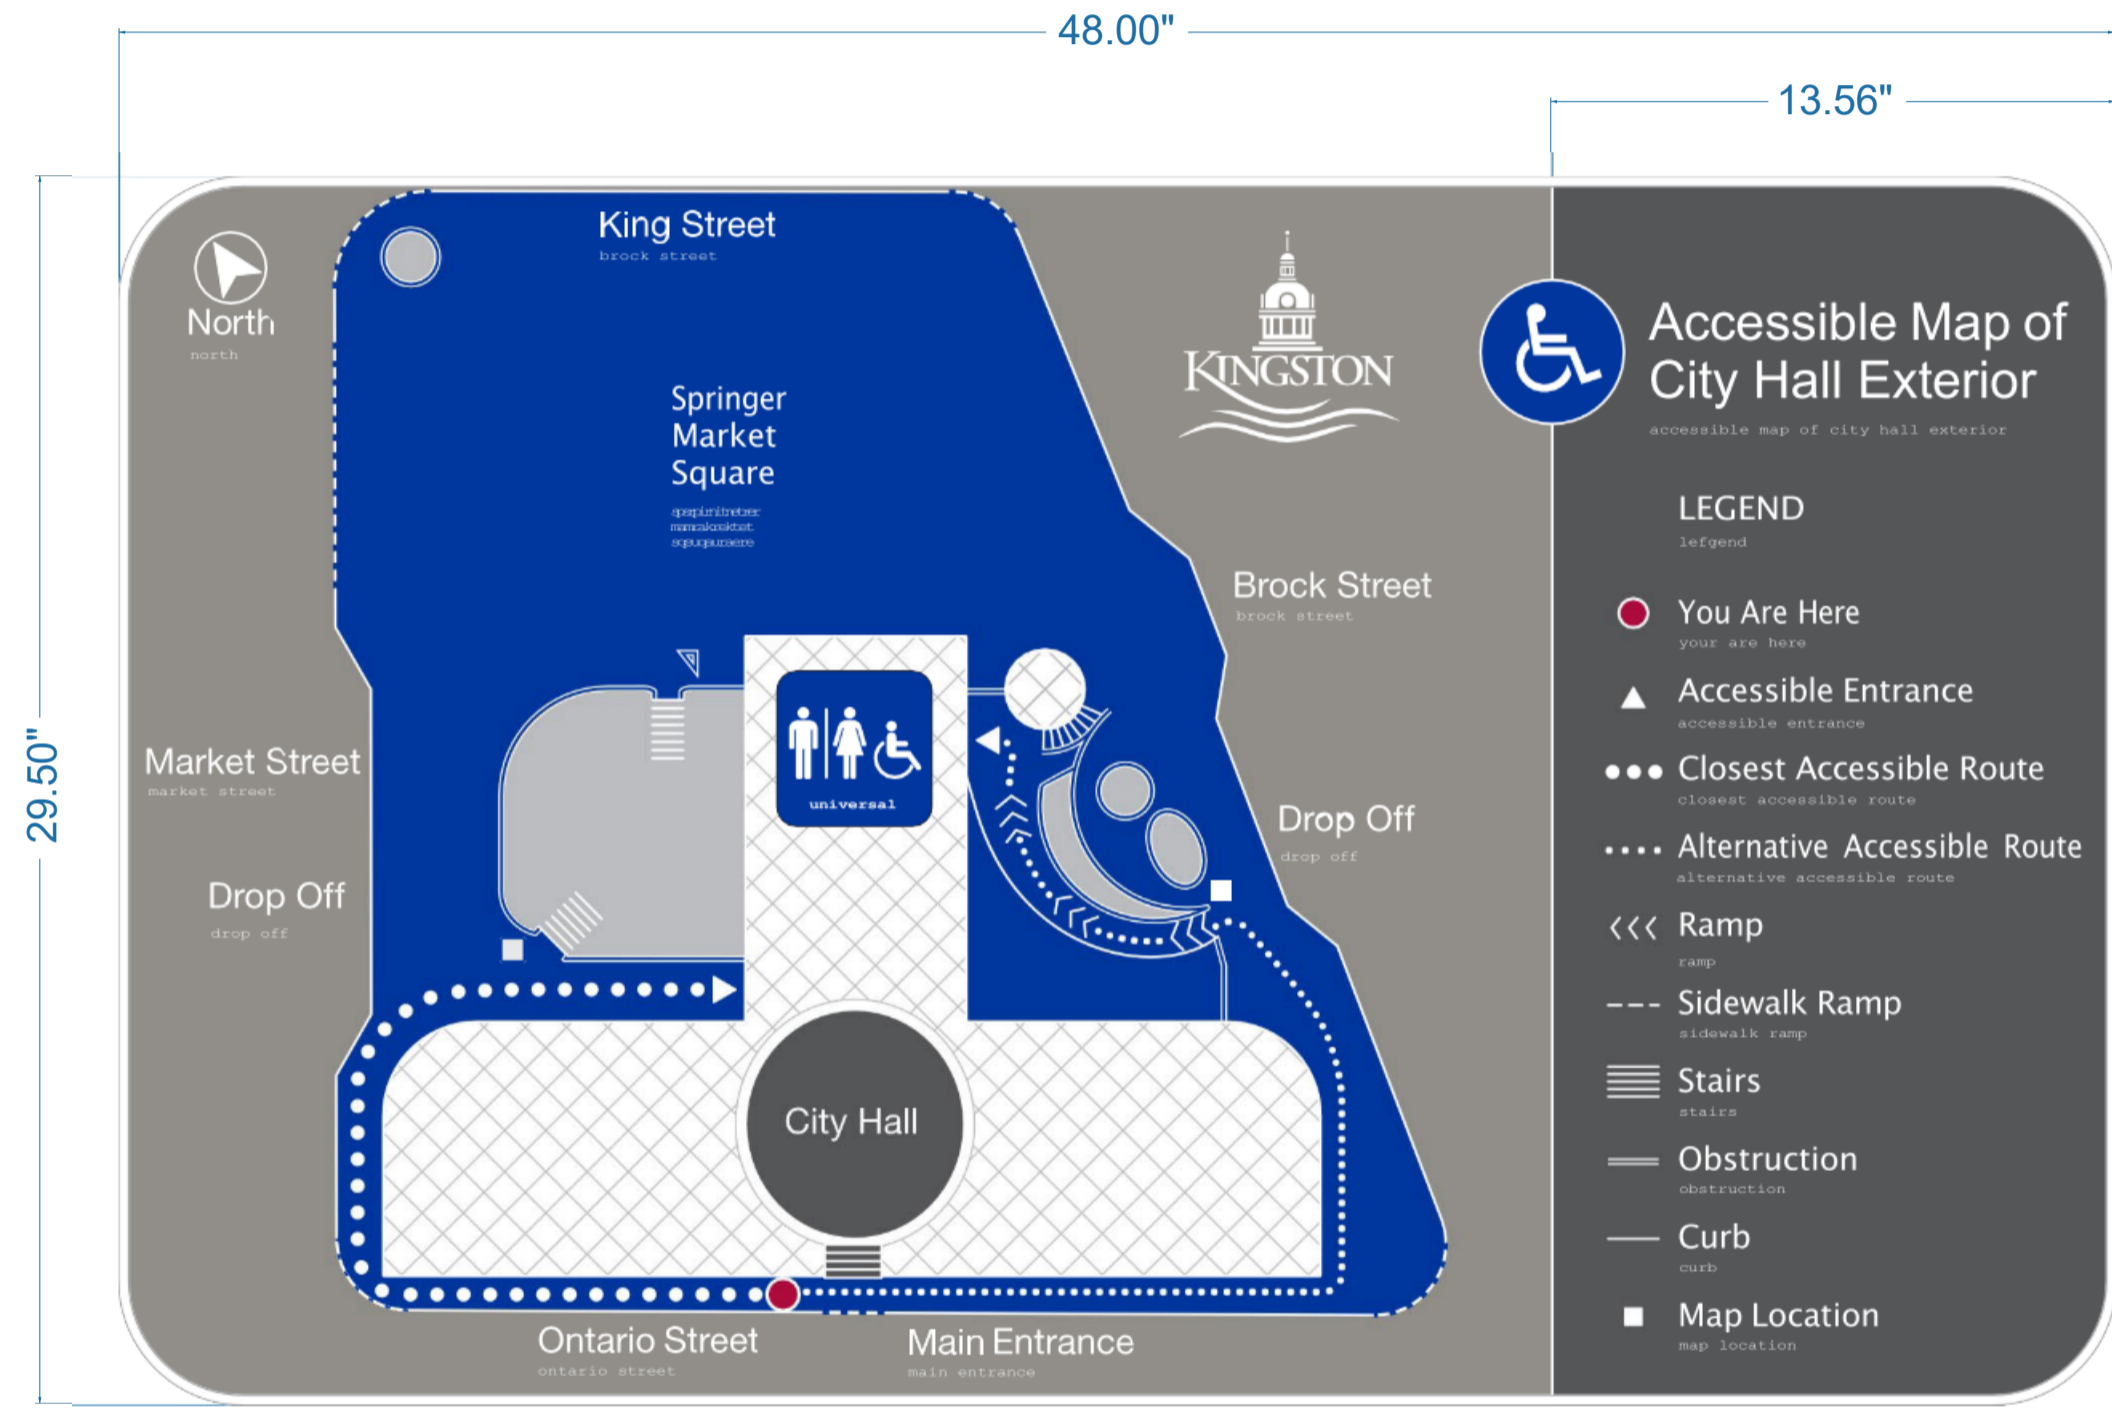 48.00"
13.56"
29.50"
King Street
brock street
North
north
KINGSTON
Springer
Market
Square
Brock Street
brock street
universal
Market Street
market street
Drop Off
drop off
Drop Off
drop off
City Hall
Ontario Street
ontario street
Main Entrance
main entrance
Accessible Map of
City Hall Exterior
accessible map of city hall exterior
LEGEND
lefgend
You Are Here
your are here
Accessible Entrance
accessible entrance
Closest Accessible Route
closest accessible route
Alternative Accessible Route
alternative accessible route
Ramp
ramp
Sidewalk Ramp
sidewalk ramp
Stairs
stairs
Obstruction
obstruction
Curb
curb
Map Location
map location